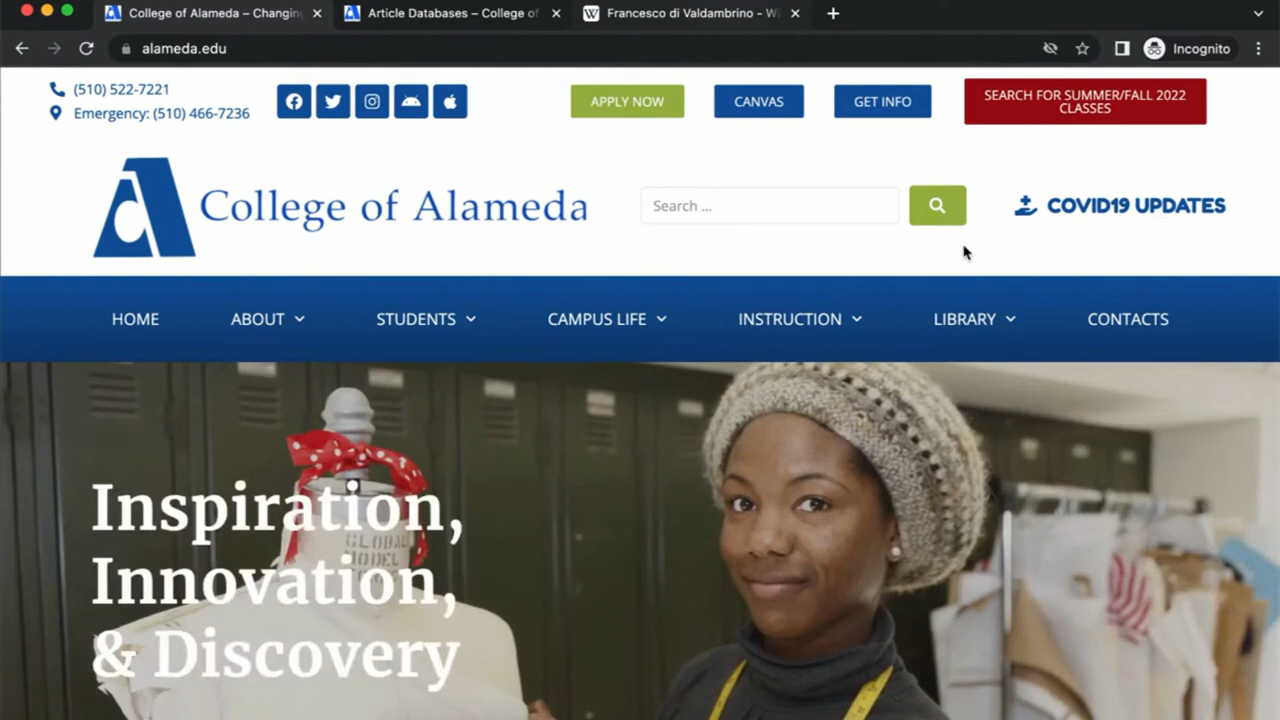 College of Alameda – Changing
Article Databases – College of
Francesco di Valdambrino - Wi
alameda.edu
Incognito
(510) 522-7221
Emergency: (510) 466-7236
APPLY NOW
CANVAS
GET INFO
SEARCH FOR SUMMER/FALL 2022
CLASSES
College of Alameda
Search ...
COVID19 UPDATES
HOME
ABOUT
STUDENTS
CAMPUS LIFE
INSTRUCTION
LIBRARY
CONTACTS
Inspiration,
Innovation,
& Discovery
GLOBAL
MODEL